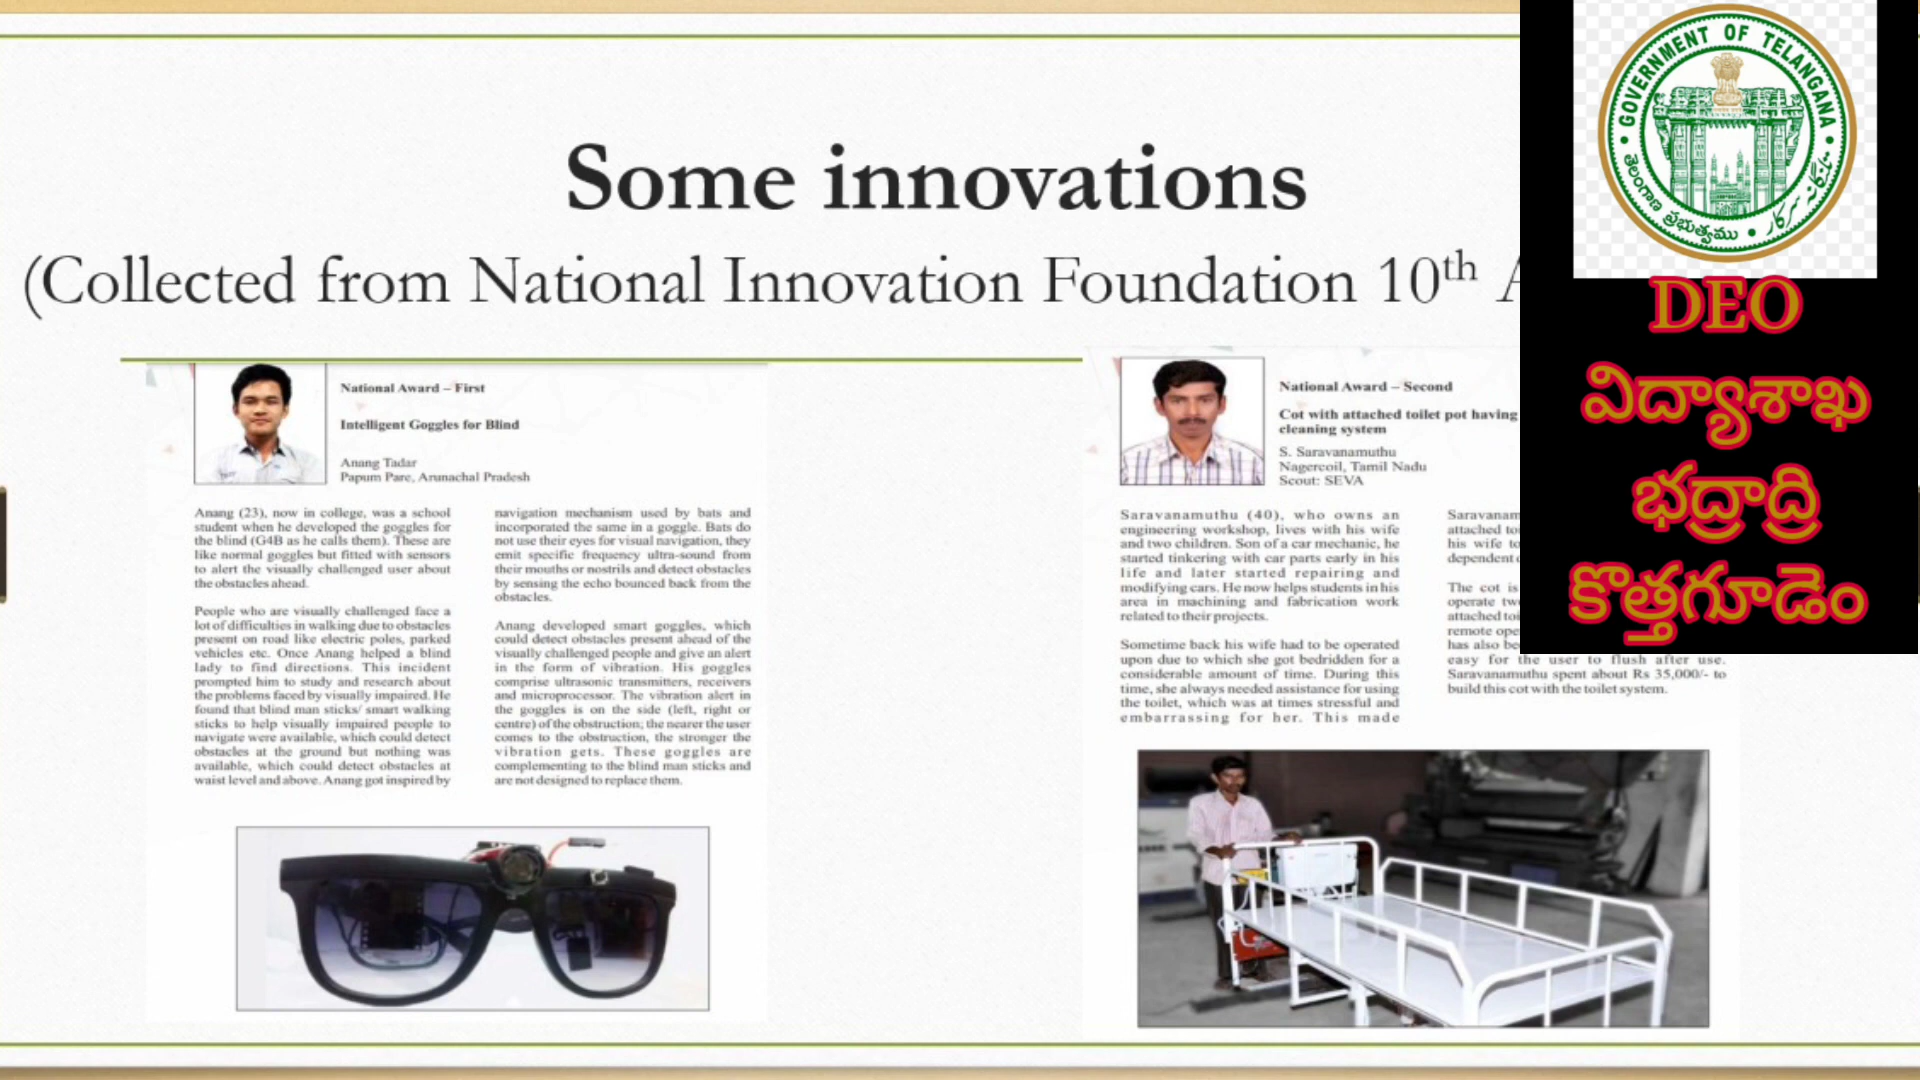 Some innovations
(Collected from National Innovation Foundation 10th
National Award – First
Intelligent Goggles for Blind
Anang Tadar
Papum Pare, Arunachal Pradesh
Anang (23), now in college, was a school
student when he developed the goggles for
the blind (G4B as he calls them). These are
like normal goggles but fitted with sensors
to alert the visually challenged user about
the obstacles ahead.
People who are visually challenged face a
lot of difficulties in walking due to obstacles
present on road like electric poles, parked
vehicles etc. Once Anang helped a blind
lady to find directions. This incident
prompted him to study and research about
the problems faced by visually impaired. He
found that blind man sticks/ smart walking
sticks to help visually impaired people to
navigate were available, which could detect
obstacles at the ground but nothing was
available, which could detect obstacles at
waist level and above. Anang got inspired by
navigation mechanism used by bats and
incorporated the same in a goggle. Bats do
not use their eyes for visual navigation, they
emit specific frequency ultra-sound from
their mouths or nostrils and detect obstacles
by sensing the echo bounced back from the
obstacles.
Anang developed smart goggles, which
could detect obstacles present ahead of the
visually challenged people and give an alert
in the form of vibration. His goggles
comprise ultrasonic transmitters, receivers
and microprocessor. The vibration alert in
the goggles is on the side (left, right or
centre) of the obstruction; the nearer the user
comes to the obstruction, the stronger the
vibration gets. These goggles are
complementing to the blind man sticks and
are not designed to replace them.
National Award – Second
Cot with attached toilet pot having
cleaning system
S. Saravanamuthu
Nagercoil, Tamil Nadu
Scout: SEVA
Saravanamuthu (40), who owns an
engineering workshop, lives with his wife
and two children. Son of a car mechanic, he
started tinkering with car parts early in his
life and later started repairing and
modifying cars. He now helps students in his
area in machining and fabrication work
related to their projects.
Sometime back his wife had to be operated
upon due to which she got bedridden for a
considerable amount of time. During this
time, she always needed assistance for using
the toilet, which was at times stressful and
embarrassing for her. This made
Saravanam
attached to
his wife to
dependent
The cot is
operate tw
attached toi
remote ope
has also be
easy for the user to flush after use.
Saravanamuthu spent about Rs 35,000/- to
build this cot with the toilet system.
GOVERNMENT OF TELANGANA
తెలంగాణ ప్రభుత్వము
DEO
విద్యాశాఖ
భద్రాద్రి
కొత్తగూడెం